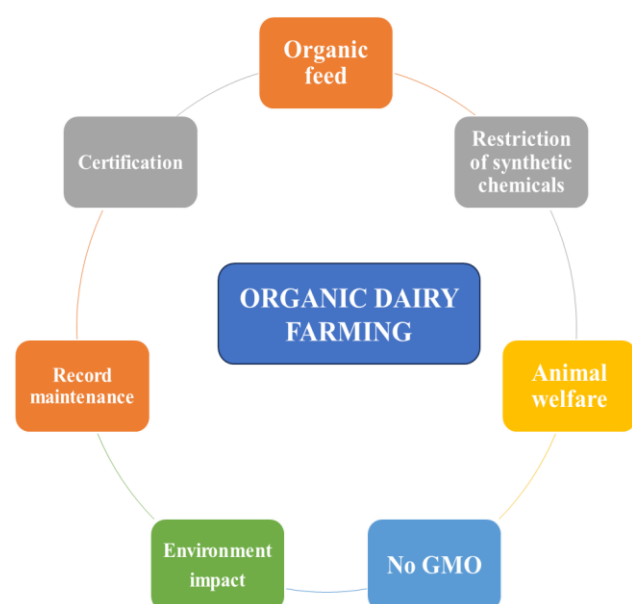 Organic
feed
Restriction
of synthetic
chemicals
Certification
ORGANIC DAIRY
FARMING
Animal
welfare
Record
maintenance
No GMO
Environment
impact